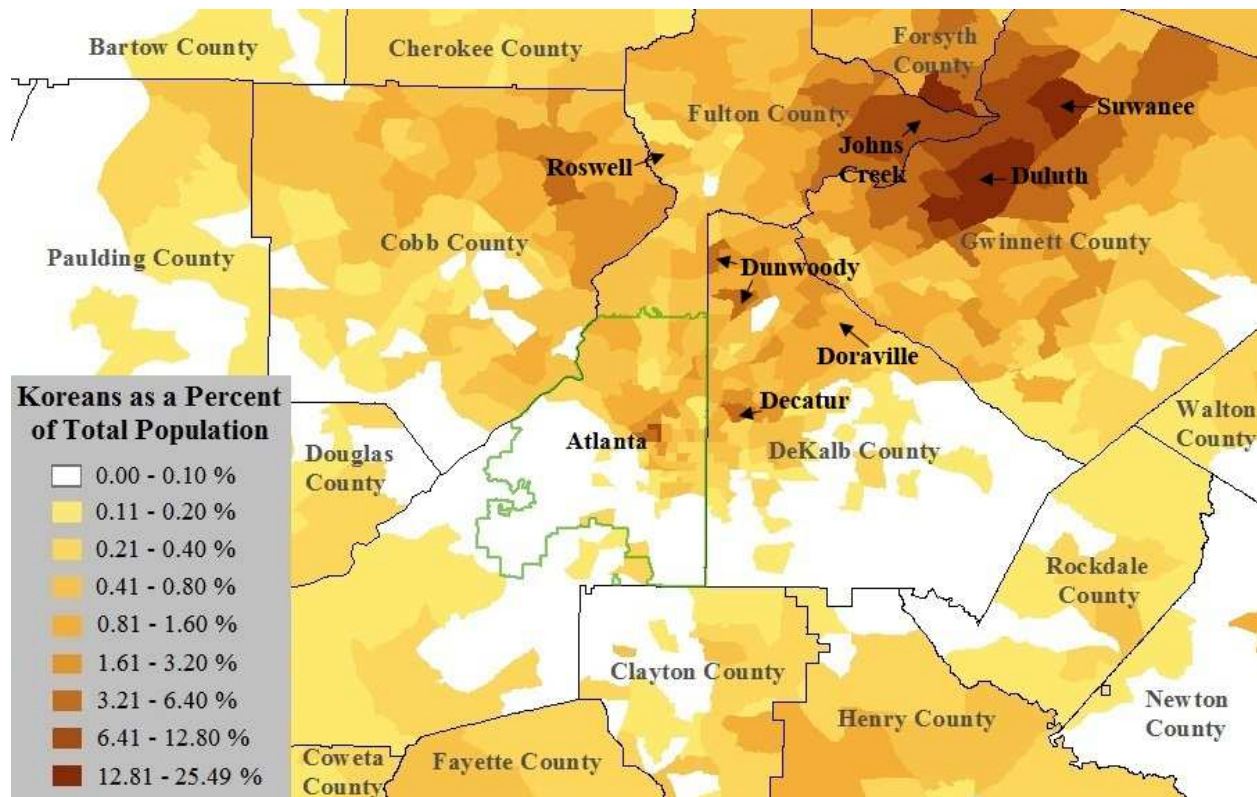 Bartow County
Cherokee County
Forsyth
County
Fulton County
Suwanee
Johns
Creek
Roswell
Duluth
Cobb County
Gwinnett County
Paulding County
Dunwoody
Doraville
Koreans as a Percent
of Total Population
0.00 - 0.10 %
0.11 - 0.20 %
0.21 - 0.40 %
0.41 - 0.80 %
0.81 - 1.60 %
1.61 - 3.20 %
3.21 - 6.40 %
6.41 - 12.80 %
12.81 - 25.49 %
Decatur
Walton
County
Atlanta
DeKalb County
Douglas
County
Rockdale
County
Clayton County
Newton
County
Henry County
Coweta
County
Fayette County